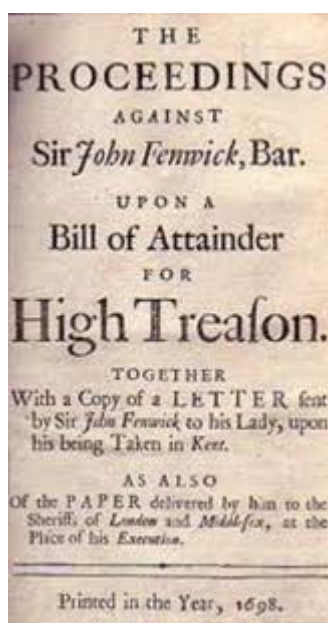 THE
PROCEEDINGS
AGAINST
Sir John Fenwick, Bar.
UPON A
Bill of Attainder
FOR
High Treaſon.
TOGETHER
With a Copy of a LETTER ſent
by Sir John Fenwick to his Lady, upon
his being Taken in Kent.
AS ALSO
Of the PAPER delivered by him to the
Sheriffs of London and Middleſex, at the
Place of his Execution.
Printed in the Year, 1698.